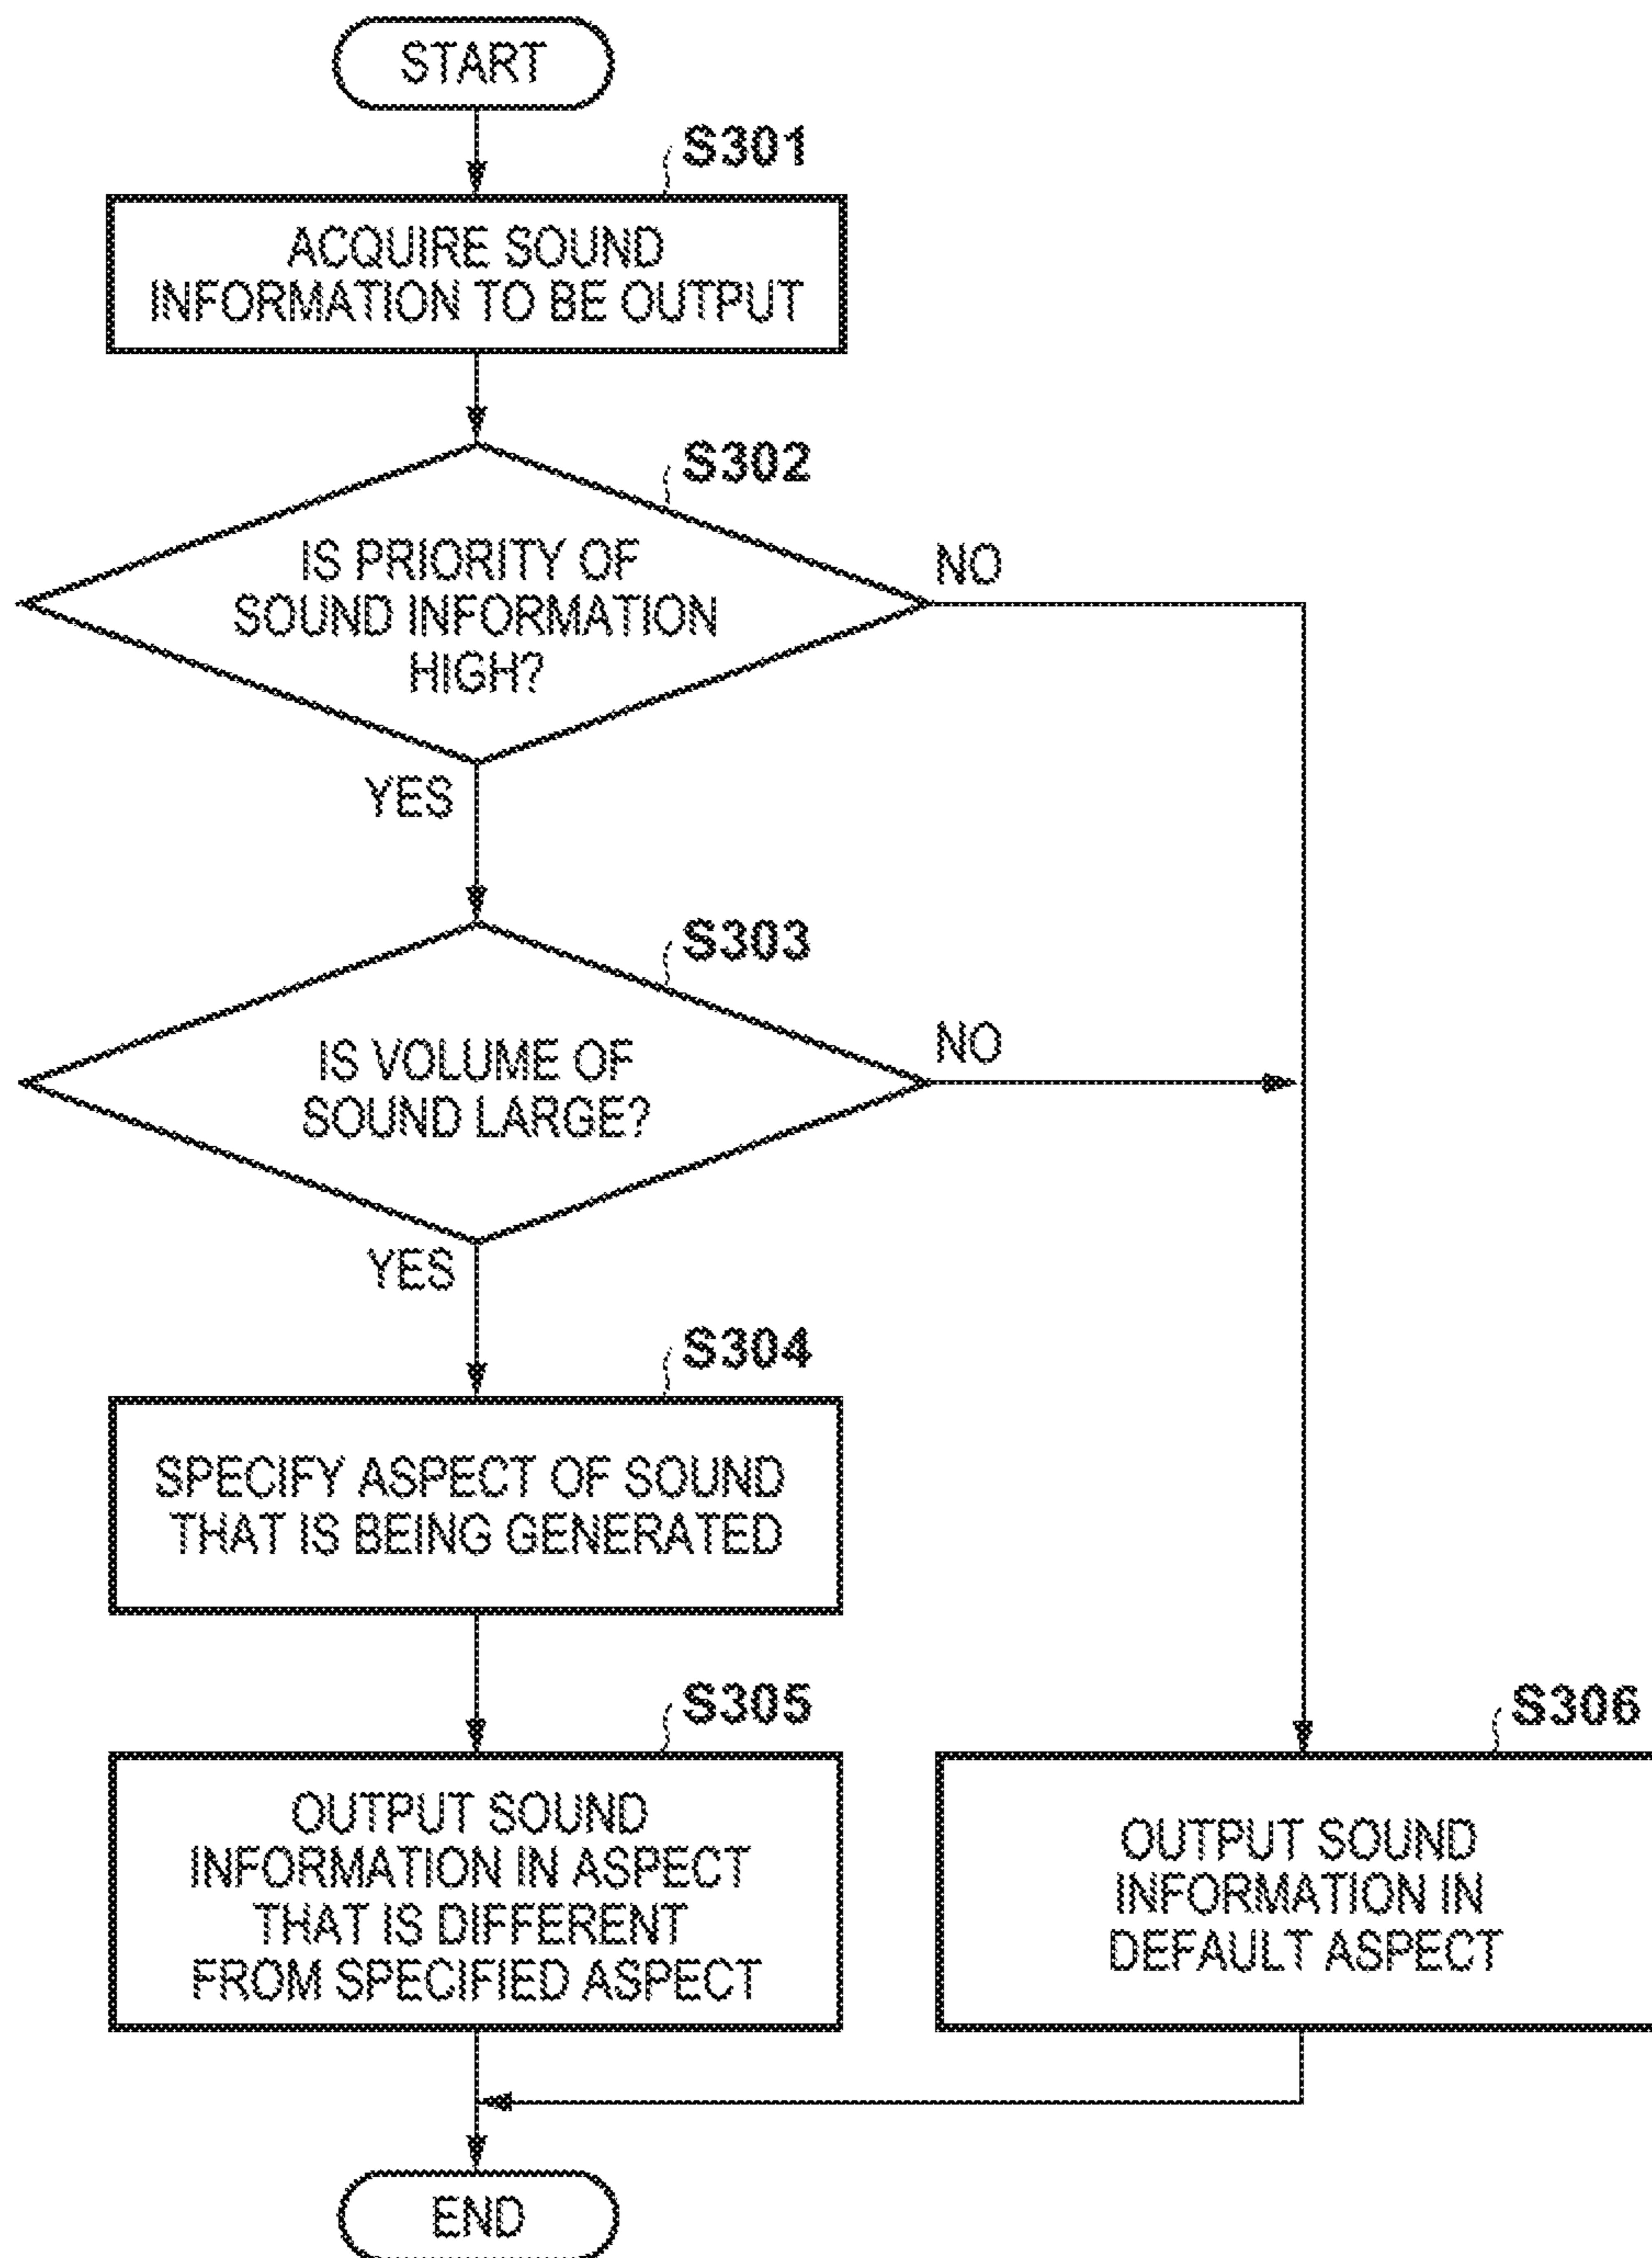 START
S301
ACQUIRE SOUND
INFORMATION TO BE OUTPUT
S302
IS PRIORITY OF
SOUND INFORMATION
HIGH?
NO
YES
S303
IS VOLUME OF
SOUND LARGE?
NO
YES
S304
SPECIFY ASPECT OF SOUND
THAT IS BEING GENERATED
S305
OUTPUT SOUND
INFORMATION IN ASPECT
THAT IS DIFFERENT
FROM SPECIFIED ASPECT
S306
OUTPUT SOUND
INFORMATION IN
DEFAULT ASPECT
END